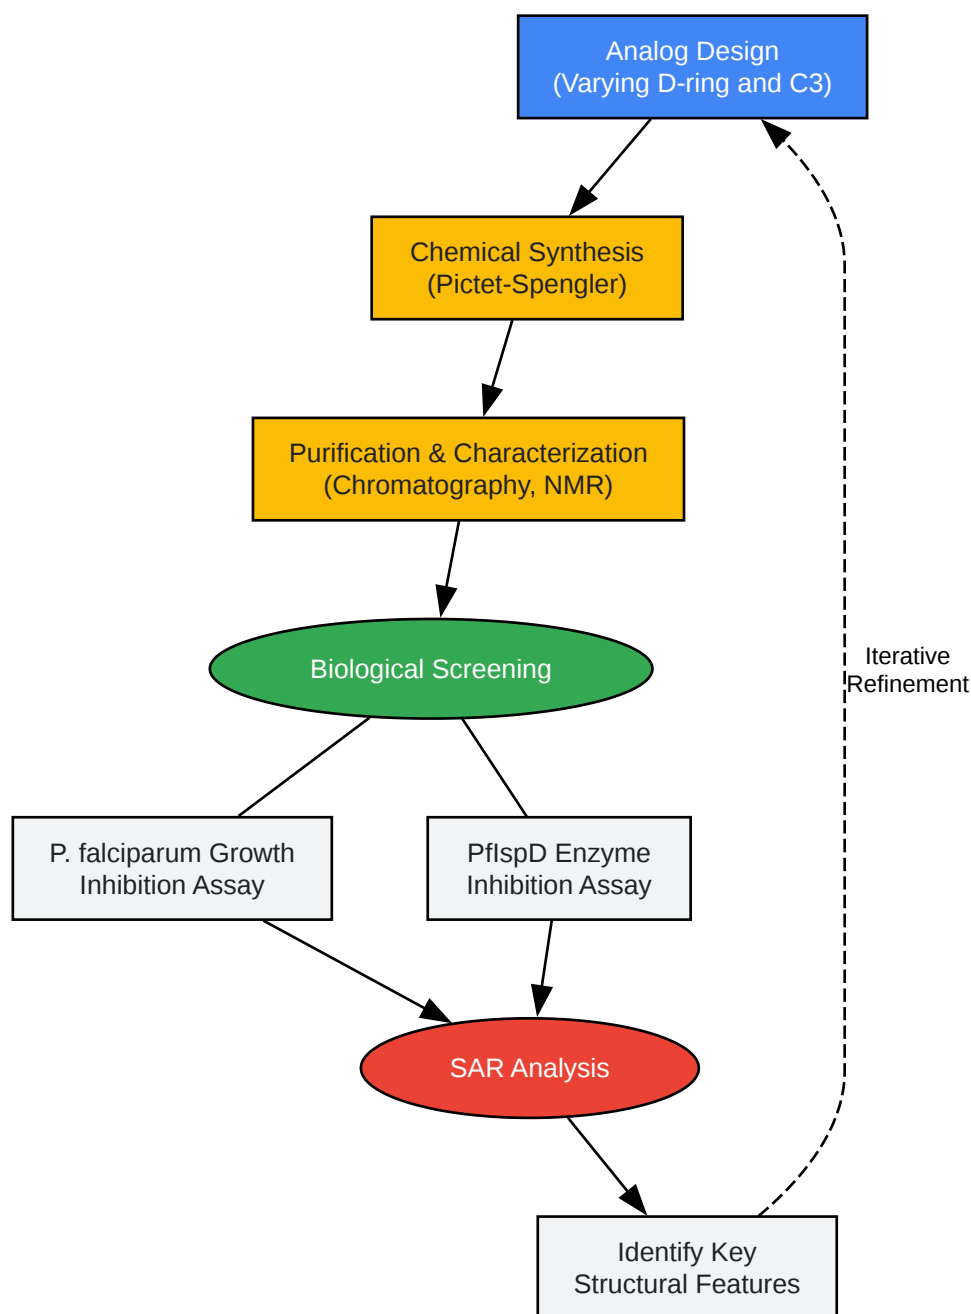 Analog Design
(Varying D-ring and C3)
Chemical Synthesis
(Pictet-Spengler)
Purification & Characterization
(Chromatography, NMR)
Biological Screening
Iterative
Refinement
P. falciparum Growth
Inhibition Assay
PfIspD Enzyme
Inhibition Assay
SAR Analysis
Identify Key
Structural Features